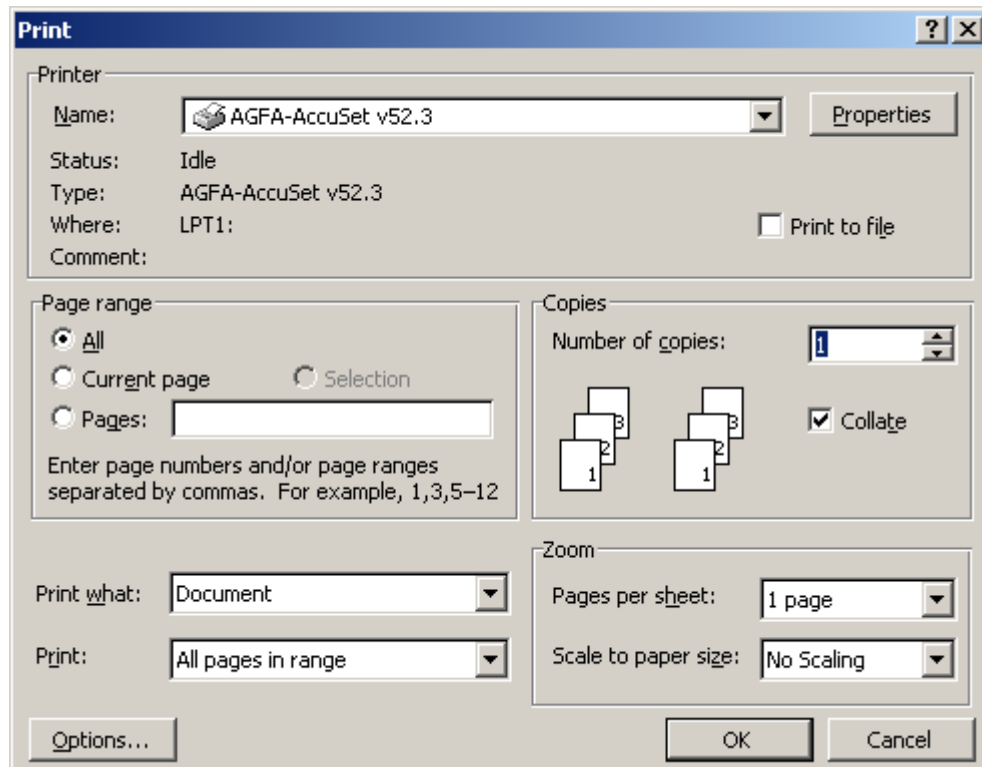 Print
Printer
Name: AGFA-AccuSet v52.3 Properties
Status: Idle
Type: AGFA-AccuSet v52.3
Where: LPT1: Print to file
Comment:
Page range
All
Current page Selection
Pages:
Enter page numbers and/or page ranges
separated by commas. For example, 1,3,5–12
Copies
Number of copies: 1
3 3
2 2
1 1
Collate
Print what: Document
Print: All pages in range
Zoom
Pages per sheet: 1 page
Scale to paper size: No Scaling
Options... OK Cancel